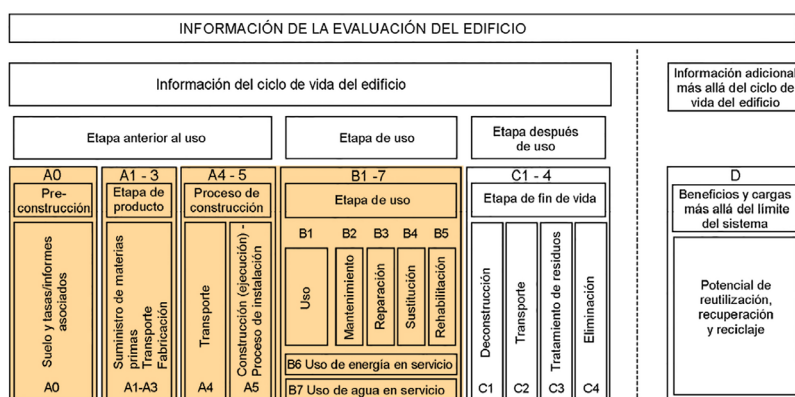 INFORMACIÓN DE LA EVALUACIÓN DEL EDIFICIO
Información del ciclo de vida del edificio
Información adicional
más allá del ciclo de
vida del edificio
Etapa anterior al uso
Etapa de uso
Etapa después
de uso
A0
Pre-
construcción
Suelo y tasas/informes
asociados
A0
A1 - 3
Etapa de
producto
Suministro de materias
primas
Transporte
Fabricación
A1-A3
A4 - 5
Proceso de
construcción
Transporte
A4
Construcción (ejecución) -
Proceso de instalación
A5
B1 -7
Etapa de uso
B1
Uso
B2
Mantenimiento
B3
Reparación
B4
Sustitución
B5
Rehabilitación
B6 Uso de energía en servicio
B7 Uso de agua en servicio
C1 - 4
Etapa de fin de vida
Deconstrucción
C1
Transporte
C2
Tratamiento de residuos
C3
Eliminación
C4
D
Beneficios y cargas
más allá del límite
del sistema
Potencial de
reutilización,
recuperación
y reciclaje